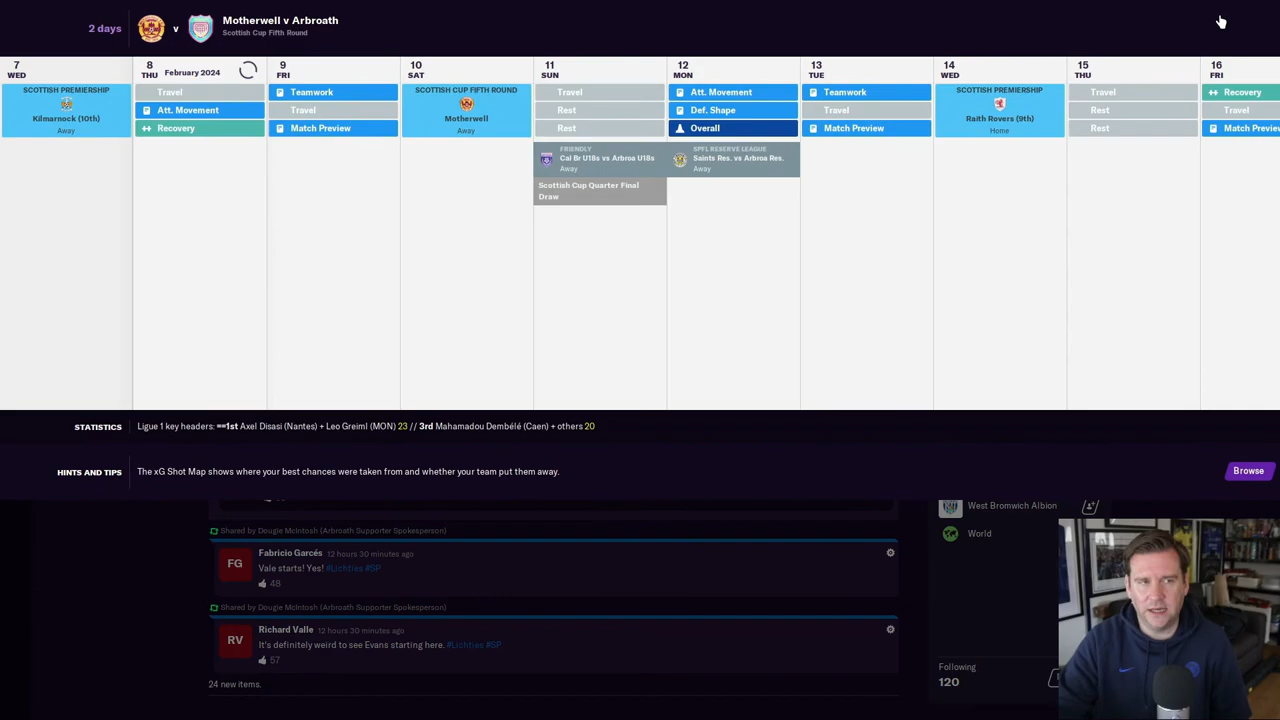 2 days
v
Motherwell v Arbroath
Scottish Cup Fifth Round
7
WED
8
THU February 2024
9
FRI
10
SAT
11
SUN
12
MON
13
TUE
14
WED
15
THU
16
FRI
SCOTTISH PREMIERSHIP
Kilmarnock (10th)
Away
Travel
Att. Movement
Recovery
Teamwork
Travel
Match Preview
SCOTTISH CUP FIFTH ROUND
Motherwell
Away
Travel
Rest
Rest
Att. Movement
Def. Shape
Overall
Teamwork
Travel
Match Preview
SCOTTISH PREMIERSHIP
Raith Rovers (9th)
Home
Travel
Rest
Rest
Recovery
Travel
Match Preview
FRIENDLY
Cal Br U18s vs Arbroa U18s
Away
SPFL RSSERVE LEAGUE
Saints Res. vs Arbroa Res.
Away
Scottish Cup Quarter Final
Draw
STATISTICS
Ligue 1 key headers: ==1st Axel Disasi (Nantes) + Leo Greiml (MON) 23 // 3rd Mahamadou Dembélé (Caen) + others 20
HINTS AND TIPS
The xG Shot Map shows where your best chances were taken from and whether your team put them away.
Browse
West Bromwich Albion
World
Shared by Dougie McIntosh (Arbroath Supporter Spokesperson)
FG
Fabricio Garcés 12 hours 30 minutes ago
Vale starts! Yes! #Lichties #SP
48
Shared by Dougie McIntosh (Arbroath Supporter Spokesperson)
RV
Richard Valle 12 hours 30 minutes ago
It's definitely weird to see Evans starting here. #Lichties #SP
57
24 new items.
Following
120